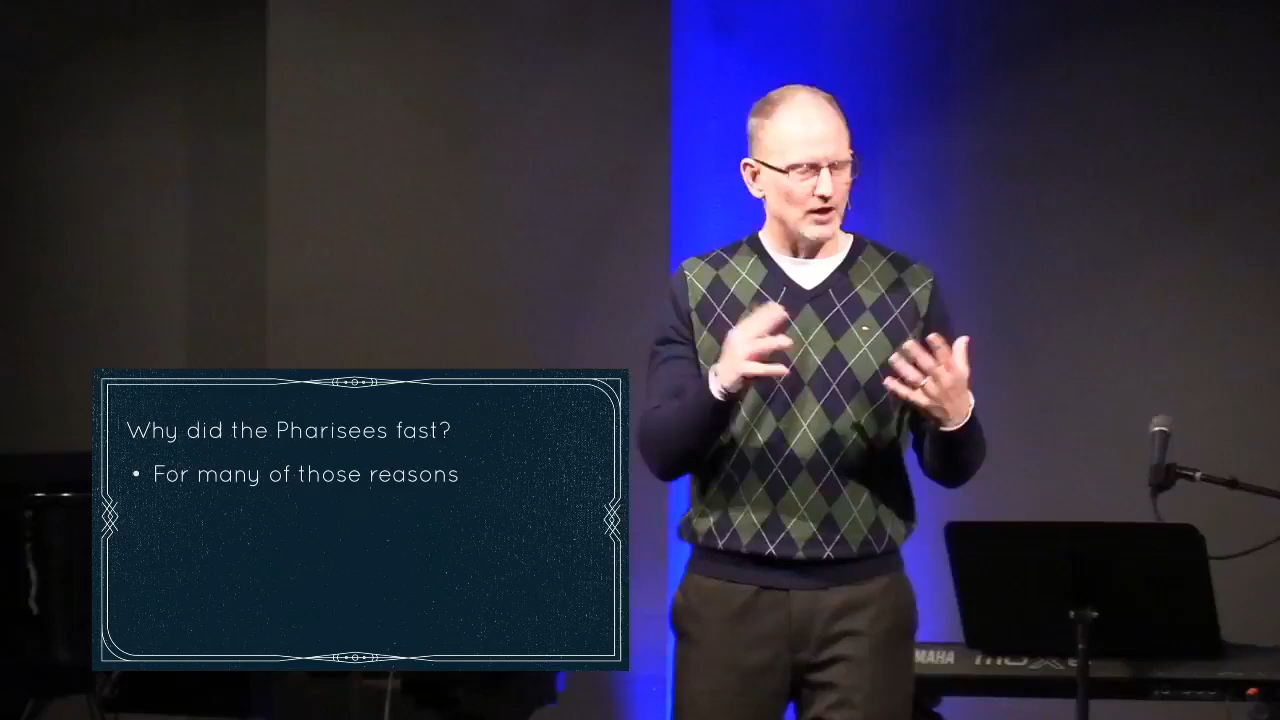 Why did the Pharisees fast?
• For many of those reasons
YAMAHA